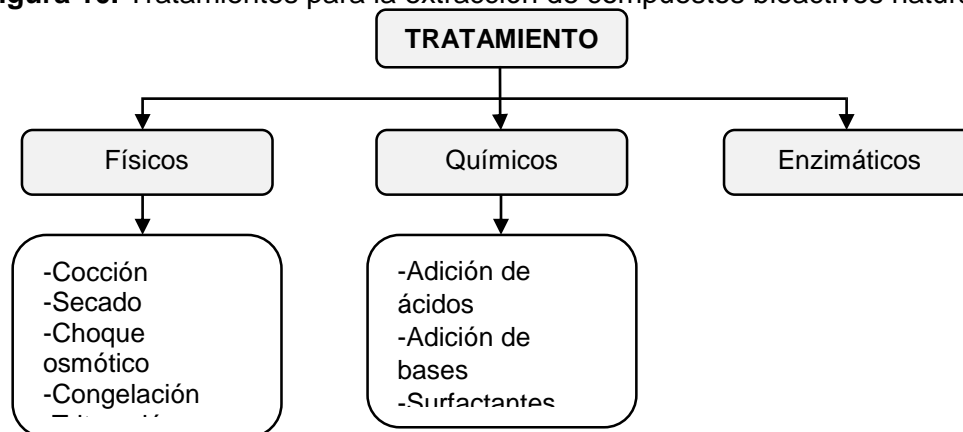 Tratamientos para la extracción de compuestos bioactivos
TRATAMIENTO
Físicos
Químicos
Enzimáticos
-Cocción
-Secado
-Choque
osmótico
-Congelación
-Adición de
ácidos
-Adición de
bases
-Surfactantes